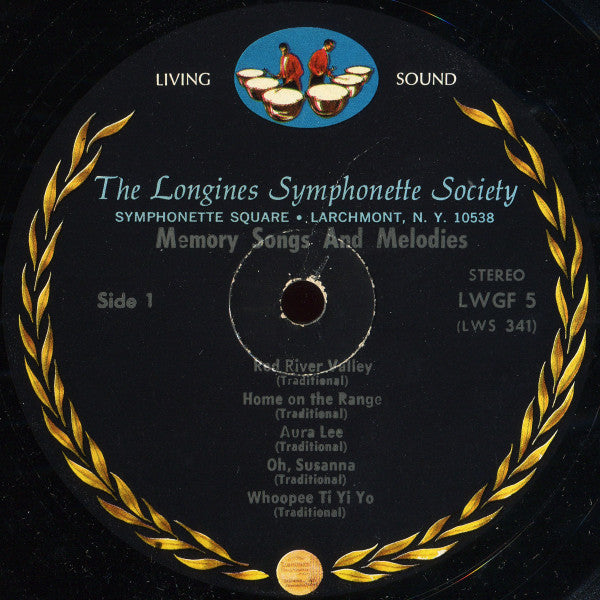 LIVING SOUND
The Longines Symphonette Society
SYMPHONETTE SQUARE • LARCHMONT, N. Y. 10538
Memory Songs And Melodies
STEREO
Side 1 LWGF 5
(LWS 341)
Red River Valley
(Traditional)
Home on the Range
(Traditional)
Aura Lee
(Traditional)
Oh, Susanna
(Traditional)
Whoopee Ti Yi Yo
(Traditional)